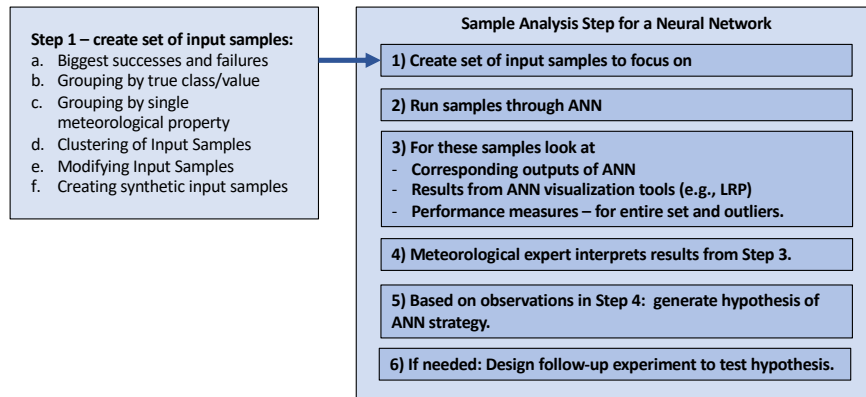 Step 1 – create set of input samples:
a. Biggest successes and failures
b. Grouping by true class/value
c. Grouping by single
meteorological property
d. Clustering of Input Samples
e. Modifying Input Samples
f. Creating synthetic input samples
Sample Analysis Step for a Neural Network
1) Create set of input samples to focus on
2) Run samples through ANN
3) For these samples look at
- Corresponding outputs of ANN
- Results from ANN visualization tools (e.g., LRP)
- Performance measures – for entire set and outliers.
4) Meteorological expert interprets results from Step 3.
5) Based on observations in Step 4: generate hypothesis of
ANN strategy.
6) If needed: Design follow-up experiment to test hypothesis.